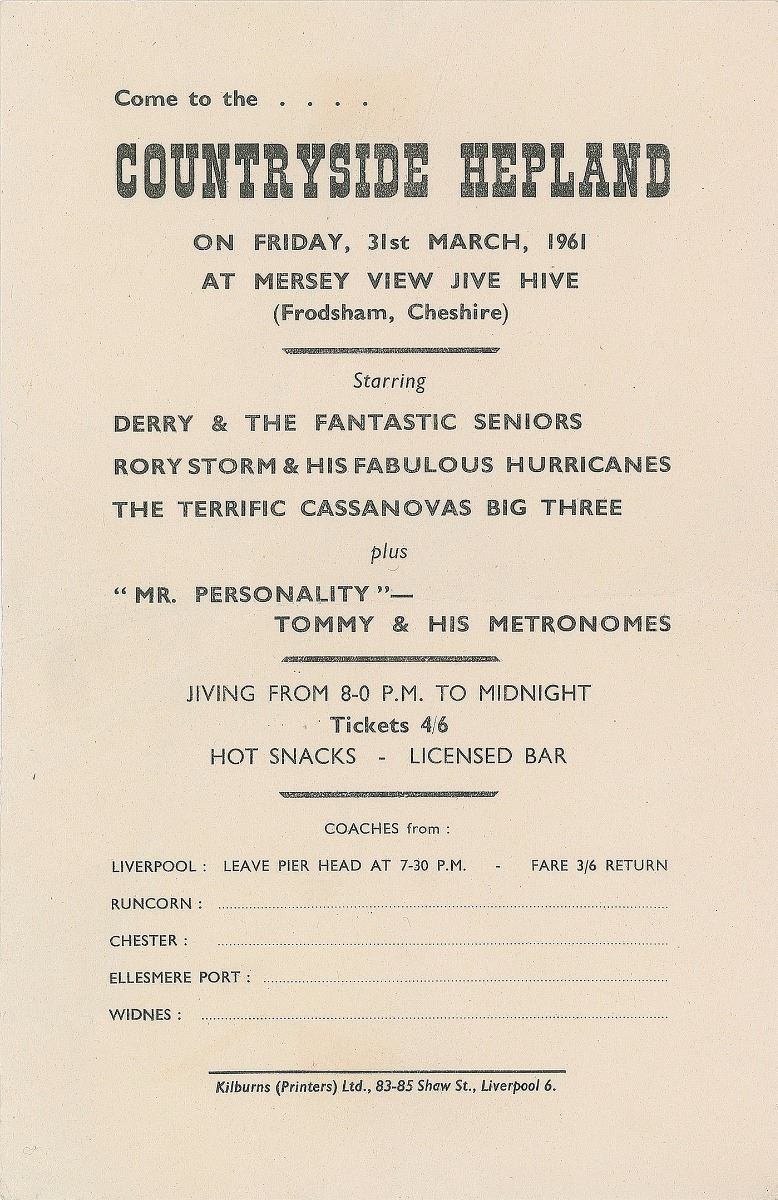 Come to the . . . .
COUNTRYSIDE HEPLAND
ON FRIDAY, 31st MARCH, 1961
AT MERSEY VIEW JIVE HIVE
(Frodsham, Cheshire)
Starring
DERRY & THE FANTASTIC SENIORS
RORY STORM & HIS FABULOUS HURRICANES
THE TERRIFIC CASSANOVAS BIG THREE
plus
“ MR. PERSONALITY ”—
TOMMY & HIS METRONOMES
JIVING FROM 8-0 P.M. TO MIDNIGHT
Tickets 4/6
HOT SNACKS - LICENSED BAR
COACHES from :
LIVERPOOL : LEAVE PIER HEAD AT 7-30 P.M. - FARE 3/6 RETURN
RUNCORN :
CHESTER :
ELLESMERE PORT :
WIDNES :
Kilburns (Printers) Ltd., 83-85 Shaw St., Liverpool 6.